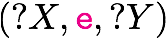 (?X, e, ?Y)